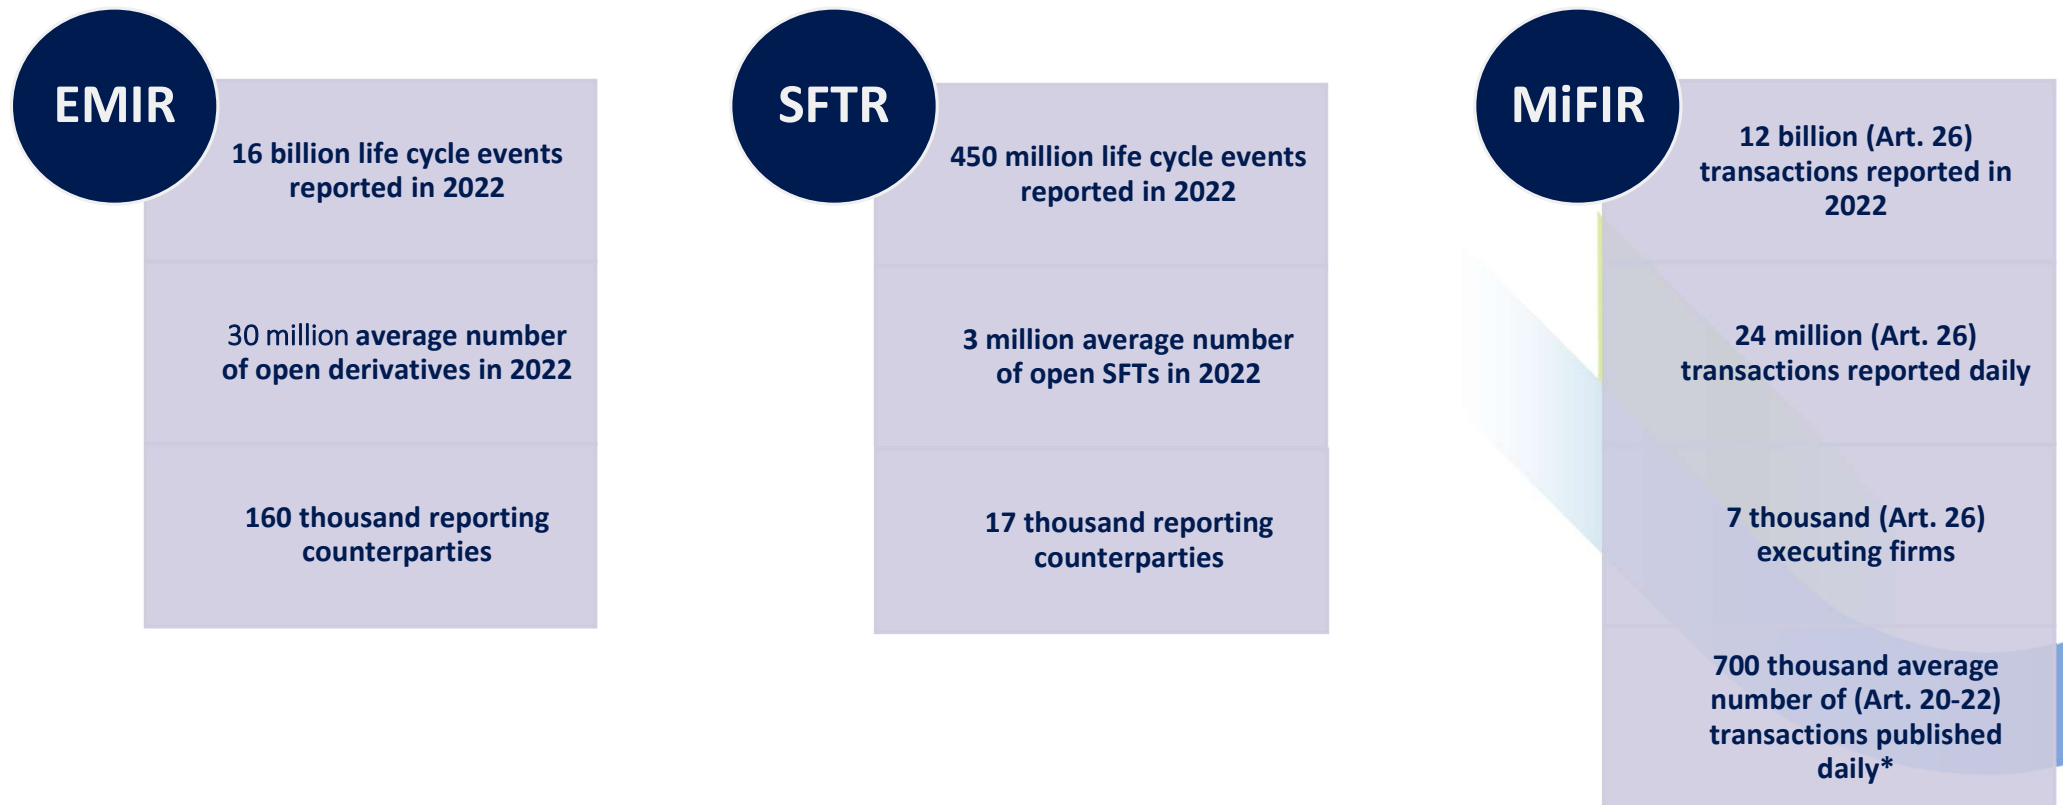 EMIR
16 billion life cycle events
reported in 2022
30 million average number
of open derivatives in 2022
160 thousand reporting
counterparties
SFTR
450 million life cycle events
reported in 2022
3 million average number
of open SFTs in 2022
17 thousand reporting
counterparties
MiFIR
12 billion (Art. 26)
transactions reported in
2022
24 million (Art. 26)
transactions reported daily
7 thousand (Art. 26)
executing firms
700 thousand average
number of (Art. 20-22)
transactions published
daily*